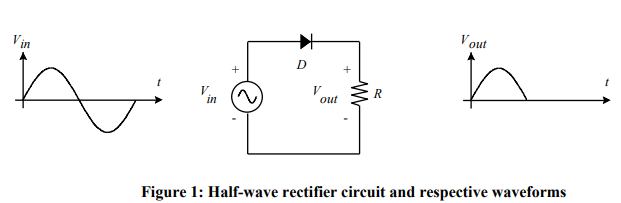 Vin
t
Vin
+
-
D
+
Vout
-
R
Vout
t
Figure 1: Half-wave rectifier circuit and respective waveforms